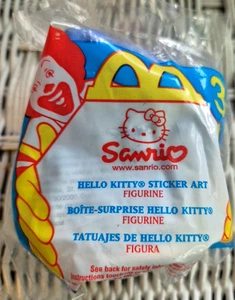 3
Sanrio
www.sanrio.com
HELLO KITTY® STICKER ART
FIGURINE
BOÎTE-SURPRISE HELLO KITTY®
FIGURINE
TATUAJES DE HELLO KITTY®
FIGURA
See back for safety